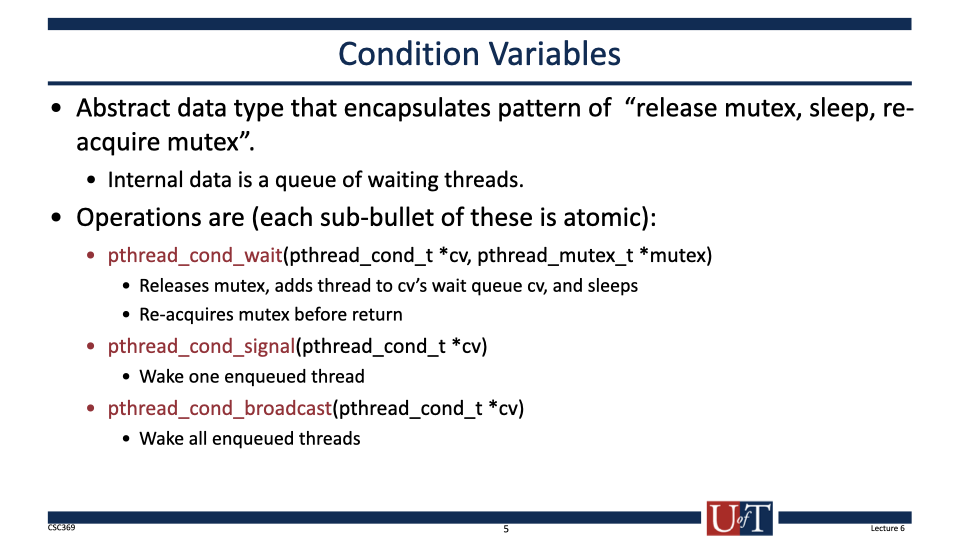 Condition Variables
• Abstract data type that encapsulates pattern of “release mutex, sleep, re-
acquire mutex”.
• Internal data is a queue of waiting threads.
• Operations are (each sub-bullet of these is atomic):
• pthread_cond_wait(pthread_cond_t *cv, pthread_mutex_t *mutex)
• Releases mutex, adds thread to cv’s wait queue cv, and sleeps
• Re-acquires mutex before return
• pthread_cond_signal(pthread_cond_t *cv)
• Wake one enqueued thread
• pthread_cond_broadcast(pthread_cond_t *cv)
• Wake all enqueued threads
CSC369
5
UofT
Lecture 6